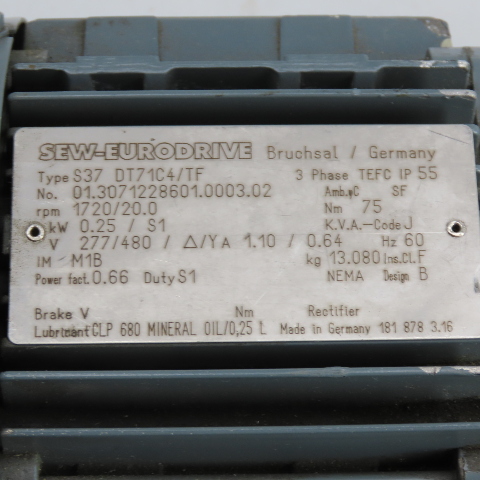 SEW-EURODRIVE Bruchsal / Germany
Type S37 DT71C4/TF 3 Phase TEFC IP 55
No. 01.3071228601.0003.02 Amb.°C SF
rpm 1720/20.0 Nm 75
kW 0.25 / S1 K.V.A.-Code J
V 277/480 / Δ/Y A 1.10 / 0.64 Hz 60
IM M1B kg 13.080 Ins.Cl. F
Power fact. 0.66 Duty S1 NEMA Design B
Brake V Nm Rectifier
Lubricant CLP 680 MINERAL OIL/0,25 L Made in Germany 181 878 3.16